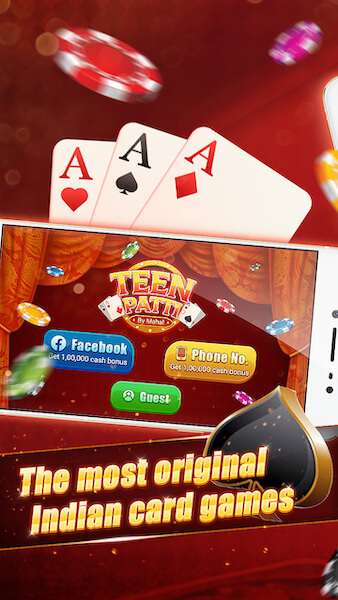 A
A
A
TEEN
PATTI
By Mahal
Facebook
Get 1,00,000 cash bonus
Phone No.
Get 1,00,000 cash bonus
Guest
The most original
Indian card games